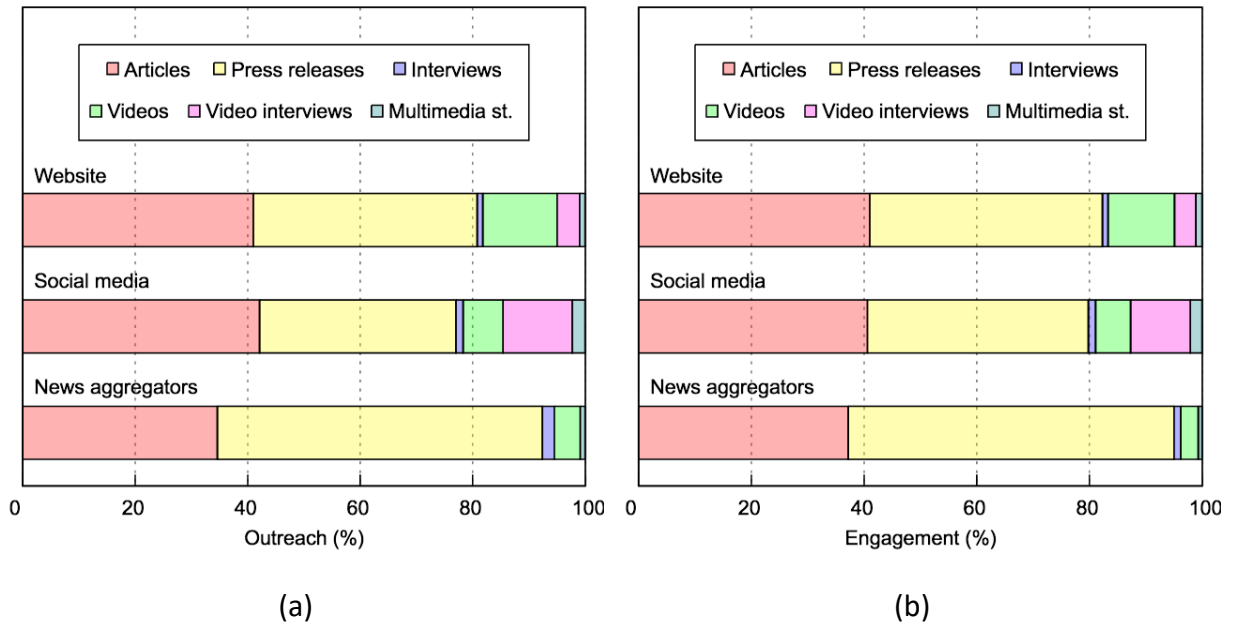 Articles Press releases Interviews
Videos Video interviews Multimedia st.
Website
Social media
News aggregators
0 20 40 60 80 100
Outreach (%)
(a)
Articles Press releases Interviews
Videos Video interviews Multimedia st.
Website
Social media
News aggregators
0 20 40 60 80 100
Engagement (%)
(b)